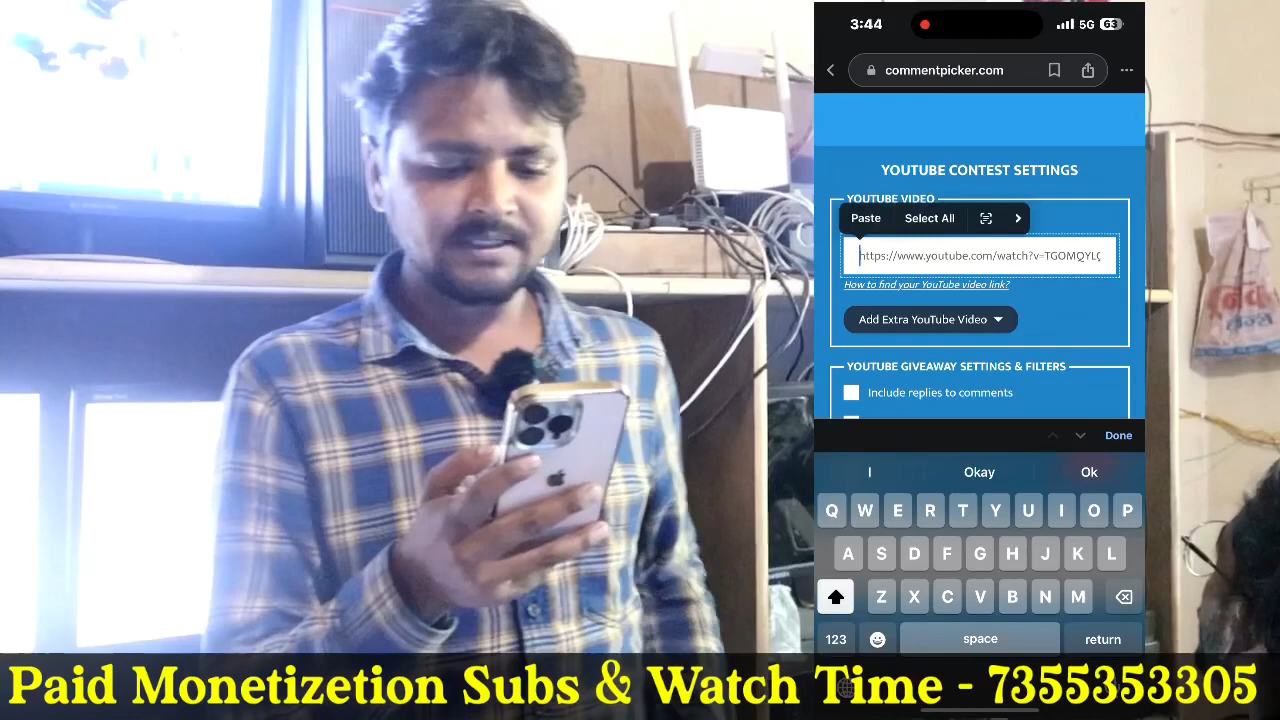 3:44
5G
63
commentpicker.com
YOUTUBE CONTEST SETTINGS
YOUTUBE VIDEO
Paste
Select All
https://www.youtube.com/watch?v=TGOMQYL
How to find your YouTube video link?
Add Extra YouTube Video
YOUTUBE GIVEAWAY SETTINGS & FILTERS
Include replies to comments
Done
I Okay Ok
Q W E R T Y U I O P
A S D F G H J K L
Z X C V B N M
123 space return
Paid Monetizetion Subs & Watch Time - 7355353305